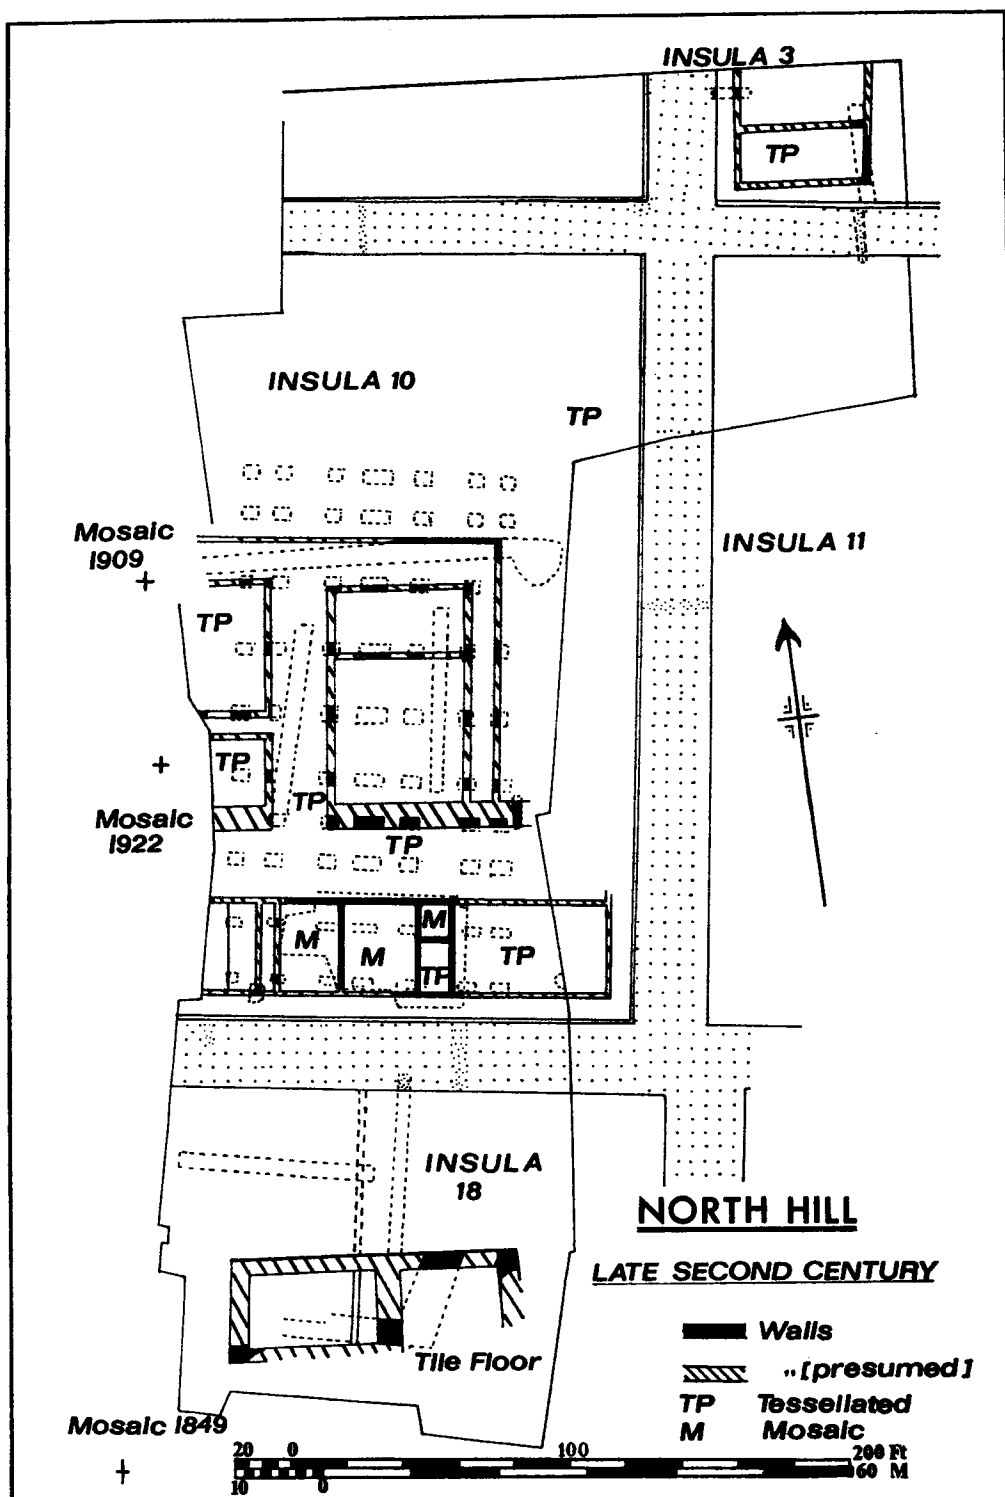 INSULA 3
TP
INSULA 10
TP
Mosaic
1909
INSULA 11
TP
TP
TP
Mosaic
1922
TP
M
M
M
TP
TP
INSULA
18
NORTH HILL
LATE SECOND CENTURY
Walls
,, [presumed]
Tile Floor
TP Tessellated
Mosaic 1849
M Mosaic
20 0 100 200 Ft
10 0 60 M